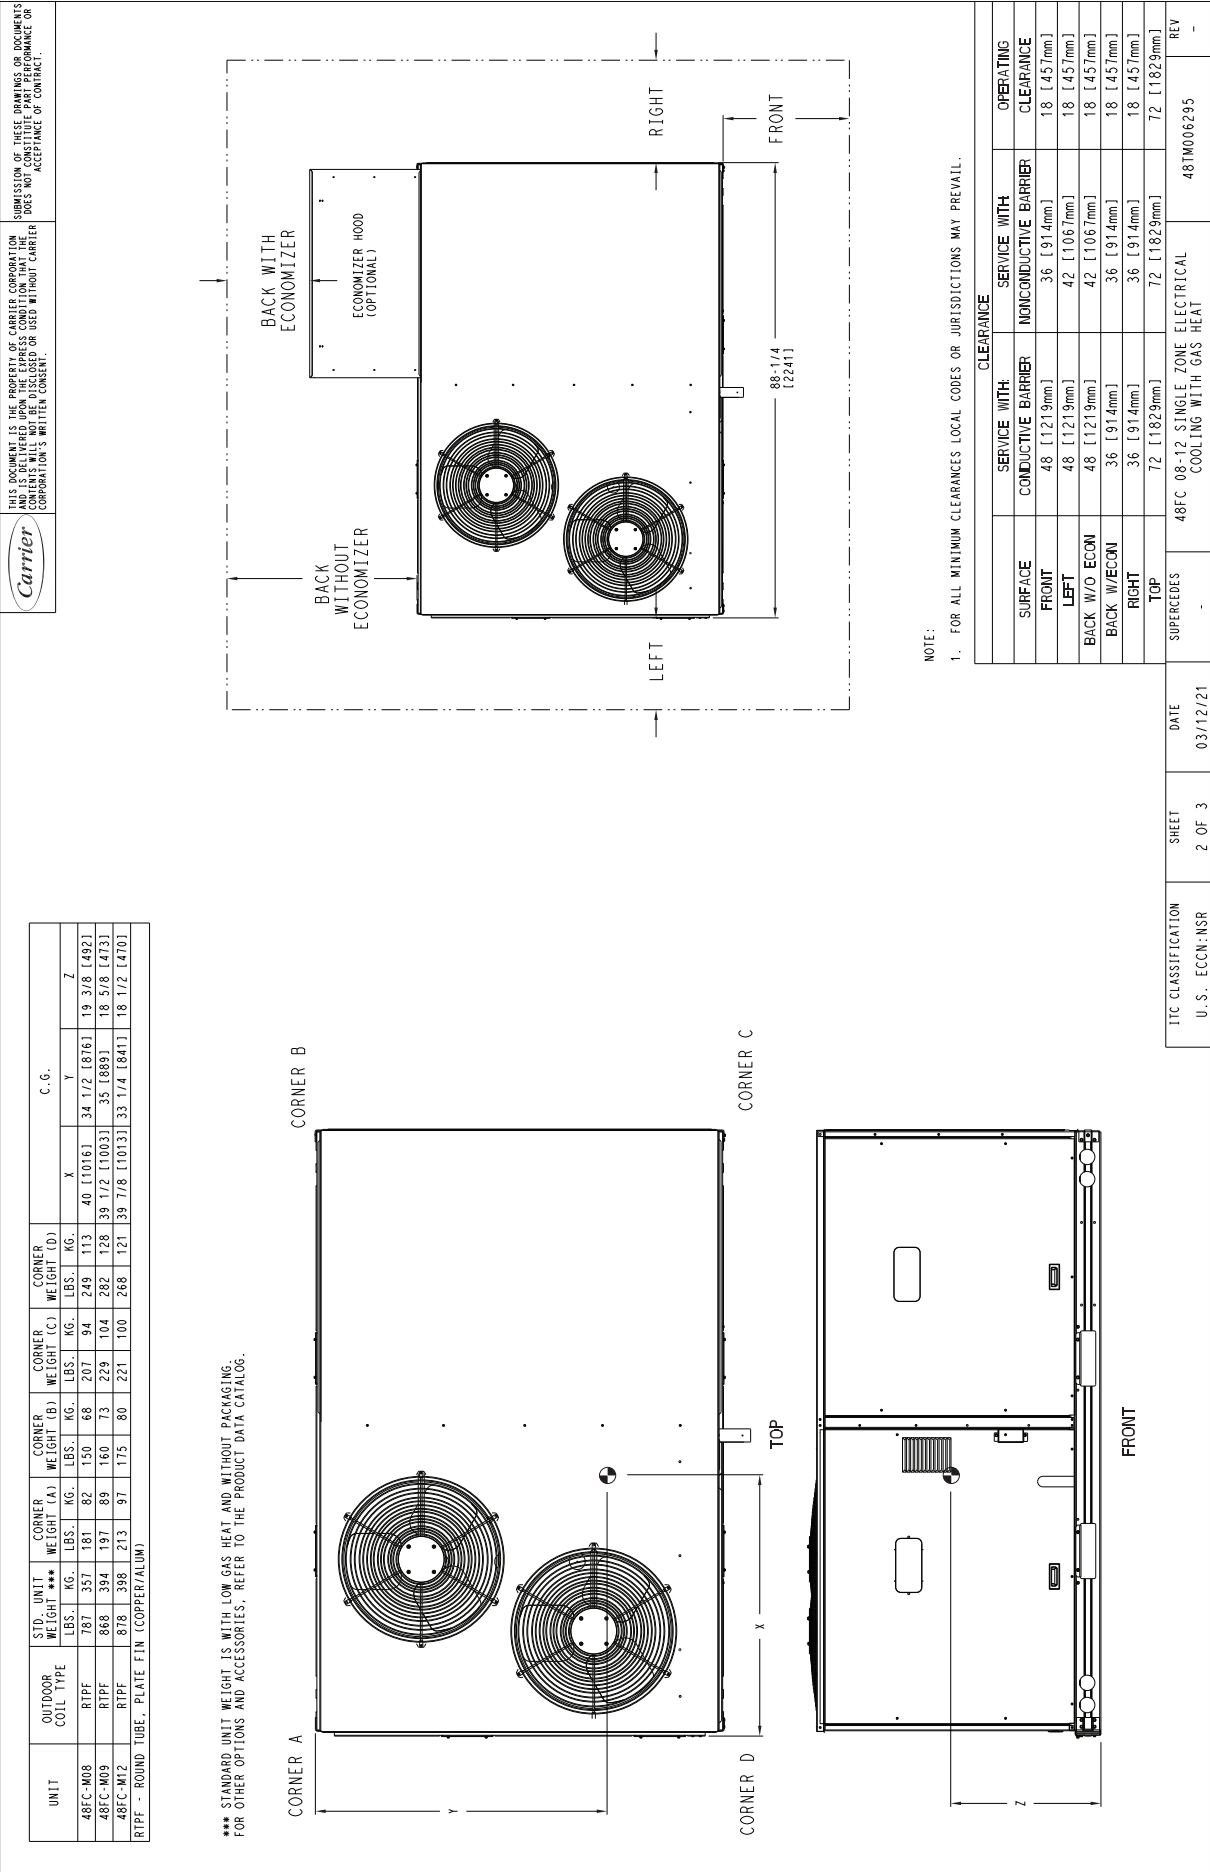 Carrier
THIS DOCUMENT IS THE PROPERTY OF CARRIER CORPORATION
AND IS DELIVERED UPON THE EXPRESS CONDITION THAT THE
CONTENTS WILL NOT BE DISCLOSED OR USED WITHOUT CARRIER
CORPORATION'S WRITTEN CONSENT.
SUBMISSION OF THESE DRAWINGS OR DOCUMENTS
DOES NOT CONSTITUTE PART PERFORMANCE OR
ACCEPTANCE OF CONTRACT.
UNIT OUTDOOR COIL TYPE STD. UNIT WEIGHT *** CORNER WEIGHT (A) CORNER WEIGHT (B) CORNER WEIGHT (C) CORNER WEIGHT (D) C.G.
LBS. KG. LBS. KG. LBS. KG. LBS. KG. LBS. KG. X Y Z
48FC-M08 RTPF 787 357 181 82 150 68 207 94 249 113 40 [1016] 34 1/2 [876] 19 3/8 [492]
48FC-M09 RTPF 868 394 197 89 160 73 229 104 282 128 39 1/2 [1003] 35 [889] 18 5/8 [473]
48FC-M12 RTPF 878 398 213 97 175 80 221 100 268 121 39 7/8 [1013] 33 1/4 [841] 18 1/2 [470]
RTPF - ROUND TUBE, PLATE FIN (COPPER/ALUM)
*** STANDARD UNIT WEIGHT IS WITH LOW GAS HEAT AND WITHOUT PACKAGING.
FOR OTHER OPTIONS AND ACCESSORIES, REFER TO THE PRODUCT DATA CATALOG.
CORNER A
CORNER B
Y
X
CORNER D
TOP
CORNER C
Z
FRONT
BACK
WITHOUT
ECONOMIZER
BACK WITH
ECONOMIZER
ECONOMIZER HOOD
(OPTIONAL)
LEFT
RIGHT
88-1/4
[2241]
FRONT
NOTE:
1. FOR ALL MINIMUM CLEARANCES LOCAL CODES OR JURISDICTIONS MAY PREVAIL.
CLEARANCE
SURFACE SERVICE WITH: CONDUCTIVE BARRIER SERVICE WITH: NONCONDUCTIVE BARRIER OPERATING CLEARANCE
FRONT 48 [1219mm] 36 [914mm] 18 [457mm]
LEFT 48 [1219mm] 42 [1067mm] 18 [457mm]
BACK W/O ECON 48 [1219mm] 42 [1067mm] 18 [457mm]
BACK W/ECON 36 [914mm] 36 [914mm] 18 [457mm]
RIGHT 36 [914mm] 36 [914mm] 18 [457mm]
TOP 72 [1829mm] 72 [1829mm] 72 [1829mm]
ITC CLASSIFICATION
U.S. ECCN:NSR
SHEET
2 OF 3
DATE
03/12/21
SUPERCEDES
-
48FC 08-12 SINGLE ZONE ELECTRICAL
COOLING WITH GAS HEAT
48TM006295
REV
-